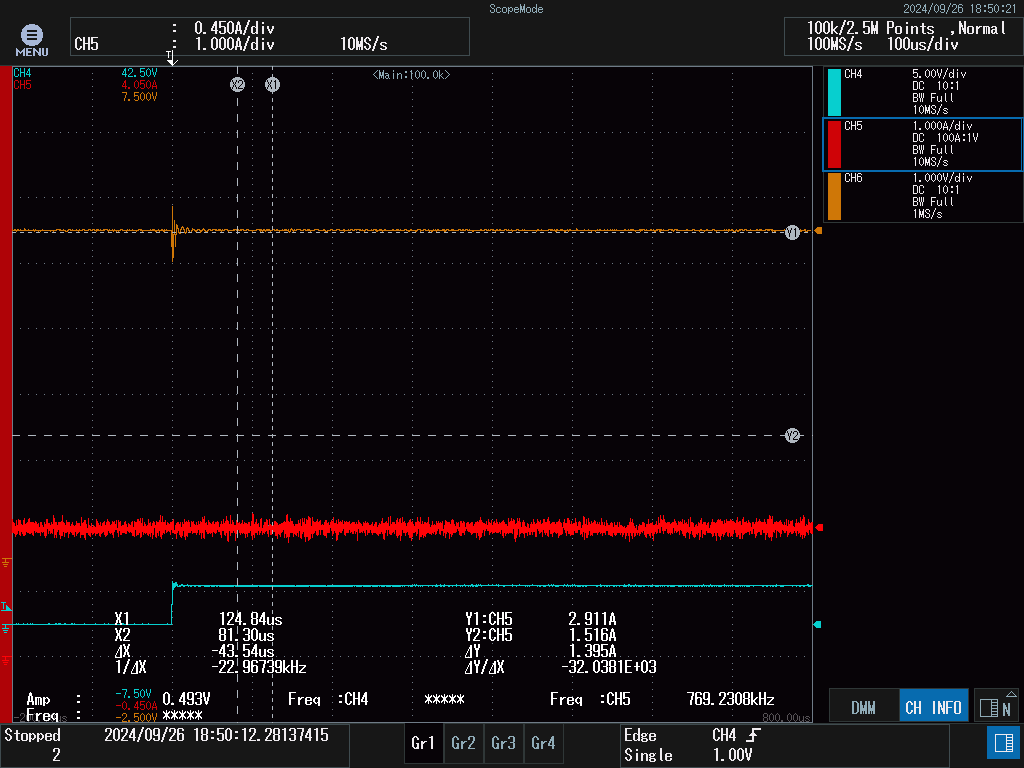 ScopeMode
2024/09/26 18:50:21
MENU
: 0.450A/div
CH5 : 1.000A/div 10MS/s
100k/2.5M Points ,Normal
100MS/s 100us/div
T
CH4 42.50V
CH5 4.050A
7.500V
<Main:100.0k>
X2 X1
CH4 5.00V/div
DC 10:1
BW Full
10MS/s
CH5 1.000A/div
DC 100A:1V
BW Full
10MS/s
CH6 1.000V/div
DC 10:1
BW Full
1MS/s
Y1
Y2
T
X1 124.84us Y1:CH5 2.911A
X2 81.30us Y2:CH5 1.516A
ΔX -43.54us ΔY 1.395A
1/ΔX -22.96739kHz ΔY/ΔX -32.0381E+03
-7.50V
-0.450A
-2.500V
Amp : 0.493V Freq :CH4 ***** Freq :CH5 769.2308kHz
Freq : *****
800.00us
DMM CH INFO N
Stopped 2024/09/26 18:50:12.28137415
2
Gr1 Gr2 Gr3 Gr4
Edge CH4
Single 1.00V